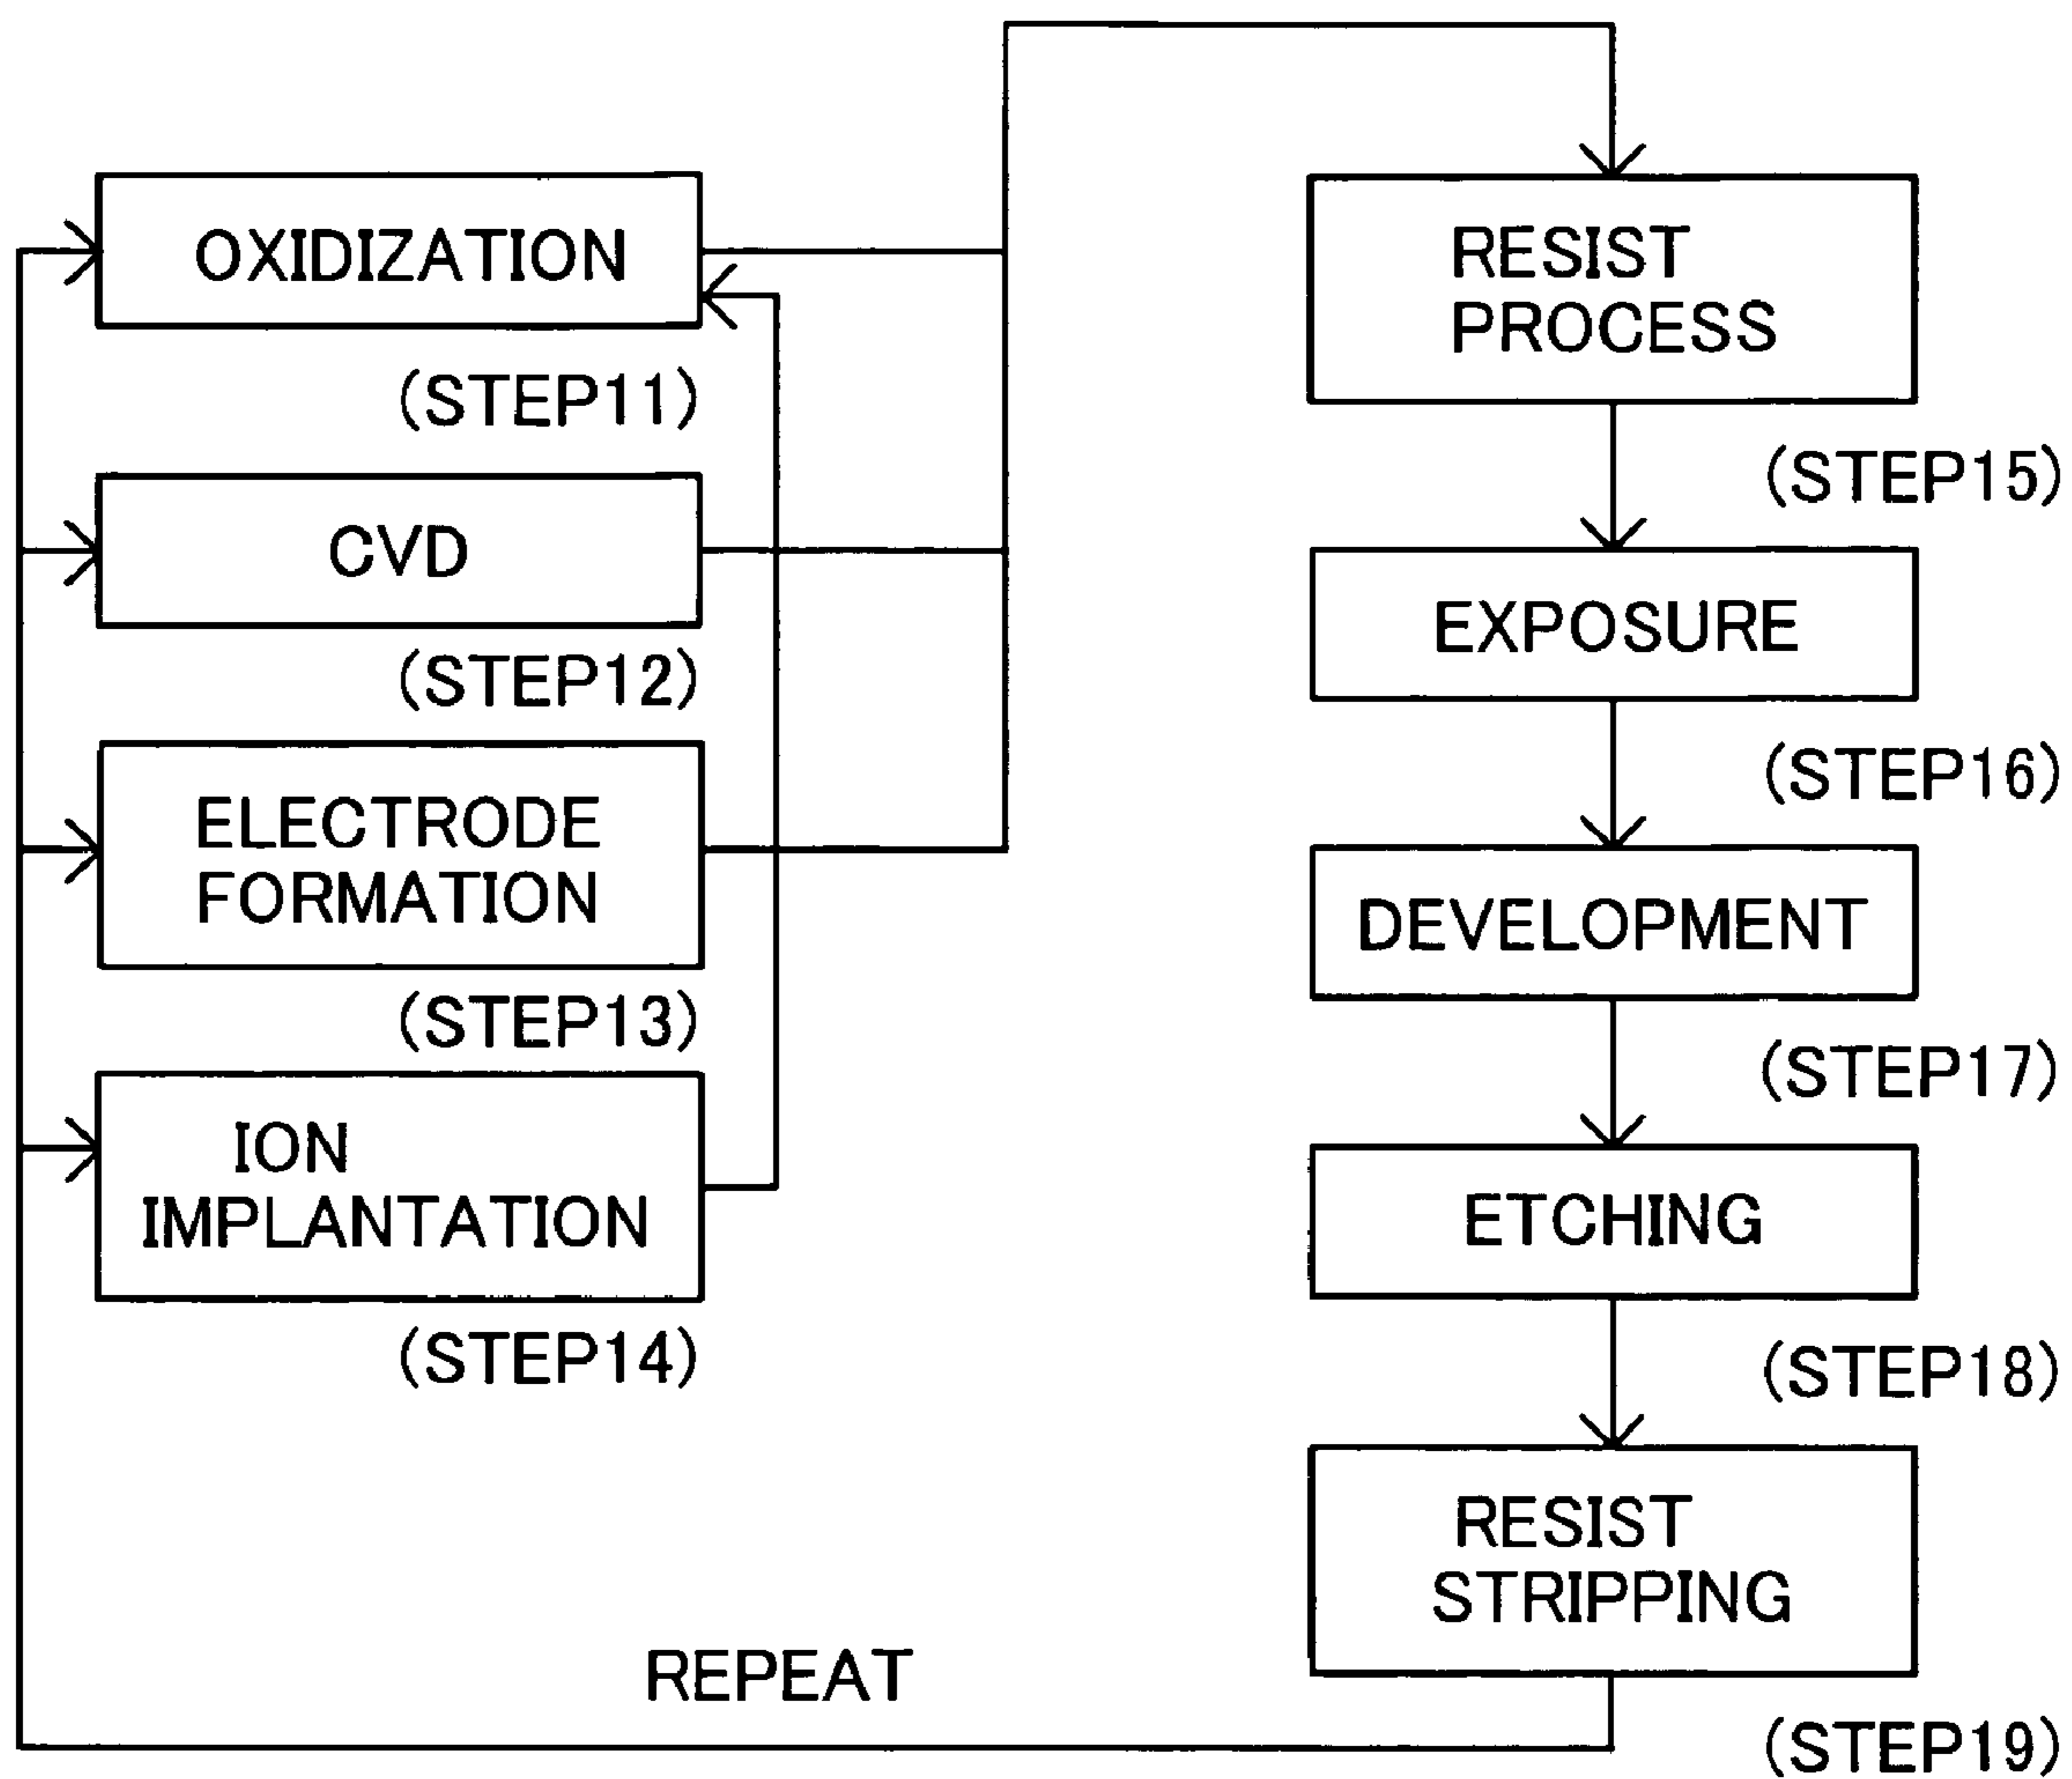 OXIDIZATION
(STEP11)
CVD
(STEP12)
ELECTRODE
FORMATION
(STEP13)
ION
IMPLANTATION
(STEP14)
RESIST
PROCESS
(STEP15)
EXPOSURE
(STEP16)
DEVELOPMENT
(STEP17)
ETCHING
(STEP18)
RESIST
STRIPPING
(STEP19)
REPEAT